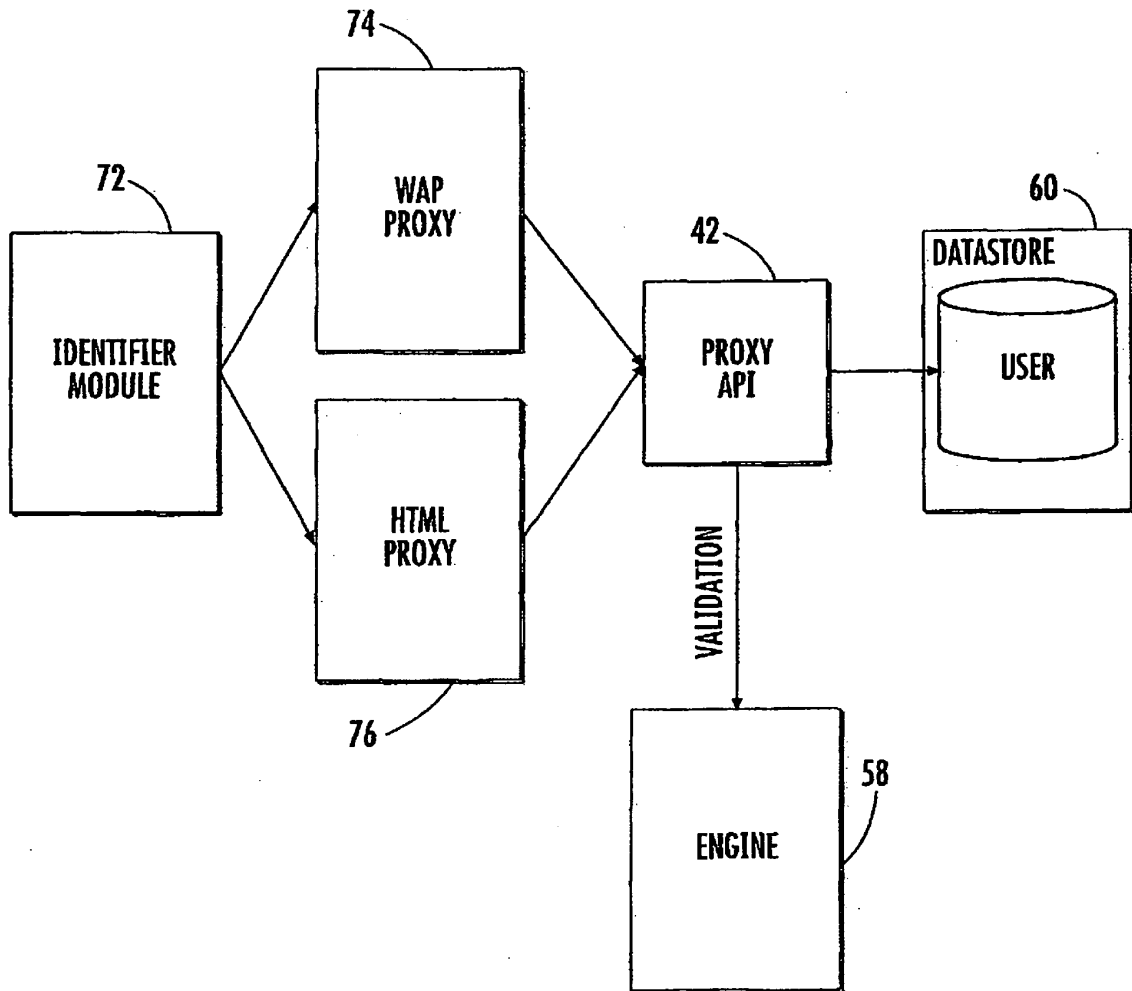 74
WAP
PROXY
72
IDENTIFIER
MODULE
42
PROXY
API
60
DATASTORE
USER
HTML
PROXY
76
VALIDATION
58
ENGINE